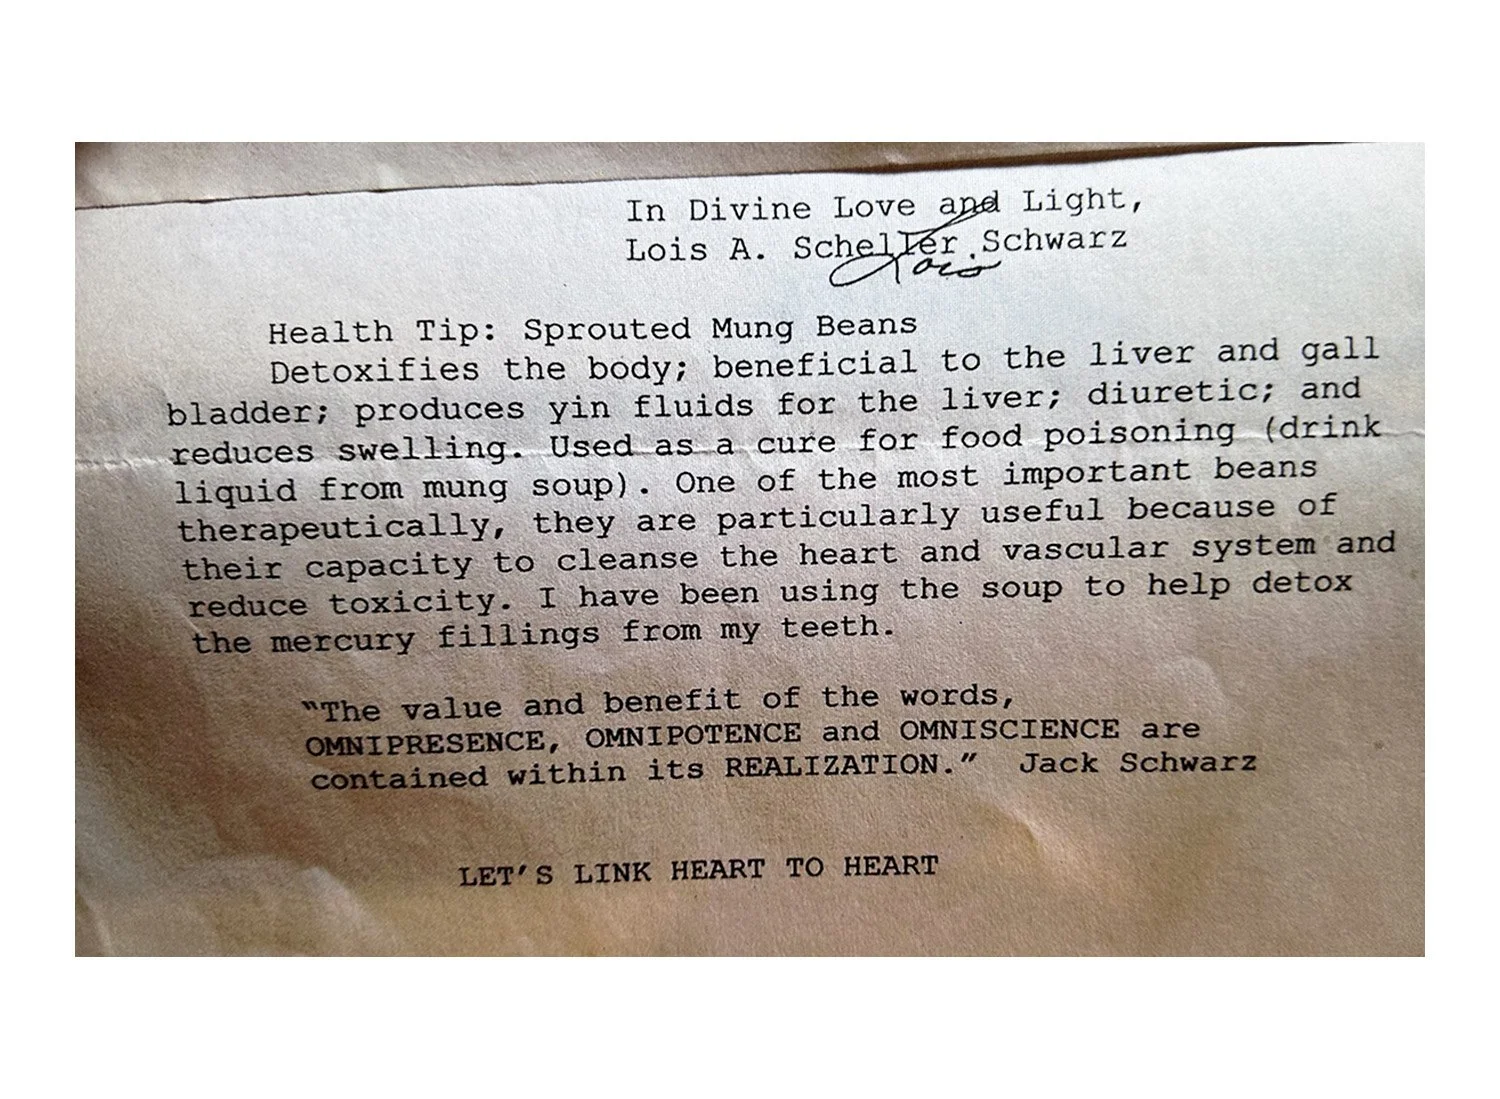 In Divine Love and Light,
Lois A. Scheller Schwarz
Lois
Health Tip: Sprouted Mung Beans
Detoxifies the body; beneficial to the liver and gall
bladder; produces yin fluids for the liver; diuretic; and
reduces swelling. Used as a cure for food poisoning (drink
liquid from mung soup). One of the most important beans
therapeutically, they are particularly useful because of
their capacity to cleanse the heart and vascular system and
reduce toxicity. I have been using the soup to help detox
the mercury fillings from my teeth.
"The value and benefit of the words,
OMNIPRESENCE, OMNIPOTENCE and OMNISCIENCE are
contained within its REALIZATION."  Jack Schwarz
LET'S LINK HEART TO HEART